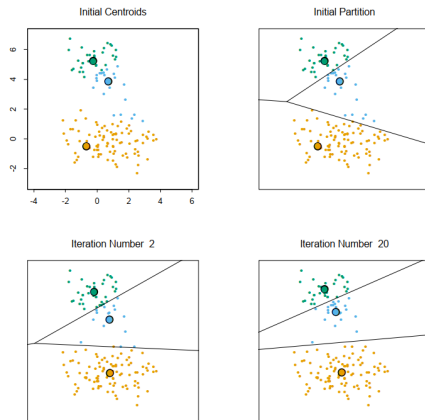 Initial Centroids
Initial Partition
6
4
2
0
-2
-4 -2 0 2 4 6
Iteration Number 2
Iteration Number 20